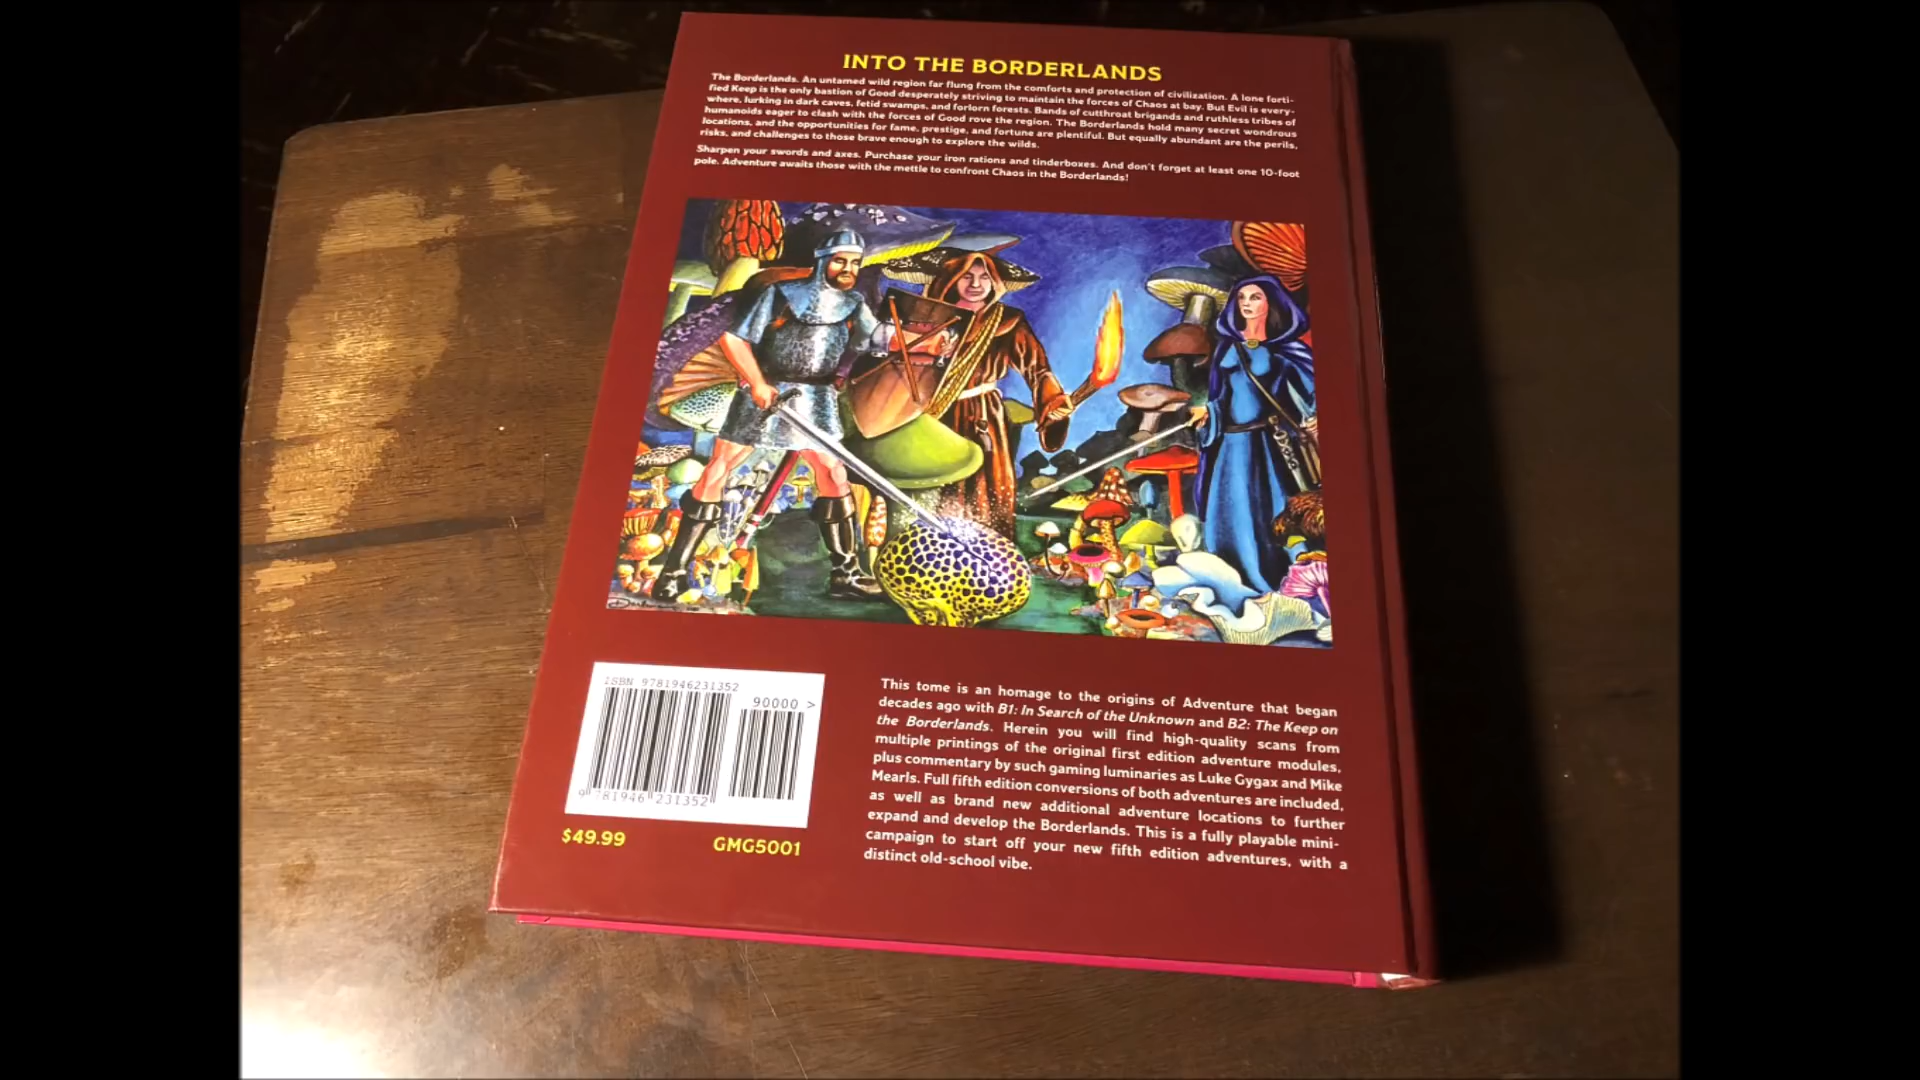 INTO THE BORDERLANDS
The Borderlands. An untamed wild region far flung from the comforts and protection of civilization. A lone forti-
fied Keep is the only bastion of Good desperately striving to maintain the forces of Chaos at bay. But Evil is every-
where, lurking in dark caves, fetid swamps, and forlorn forests. Bands of cutthroat brigands and ruthless tribes of
humanoids eager to clash with the forces of Good rove the region. The Borderlands hold many secret wondrous
locations, and the opportunities for fame, prestige, and fortune are plentiful. But equally abundant are the perils,
risks, and challenges to those brave enough to explore the wilds.
Sharpen your swords and axes. Purchase your iron rations and tinderboxes. And don't forget at least one 10-foot
pole. Adventure awaits those with the mettle to confront Chaos in the Borderlands!
ISBN 9781946231352
90000 >
9 781946 231352
$49.99
GMG5001
This tome is an homage to the origins of Adventure that began
decades ago with B1: In Search of the Unknown and B2: The Keep on
the Borderlands. Herein you will find high-quality scans from
multiple printings of the original first edition adventure modules,
plus commentary by such gaming luminaries as Luke Gygax and Mike
Mearls. Full fifth edition conversions of both adventures are included,
as well as brand new additional adventure locations to further
expand and develop the Borderlands. This is a fully playable mini-
campaign to start off your new fifth edition adventures, with a
distinct old-school vibe.